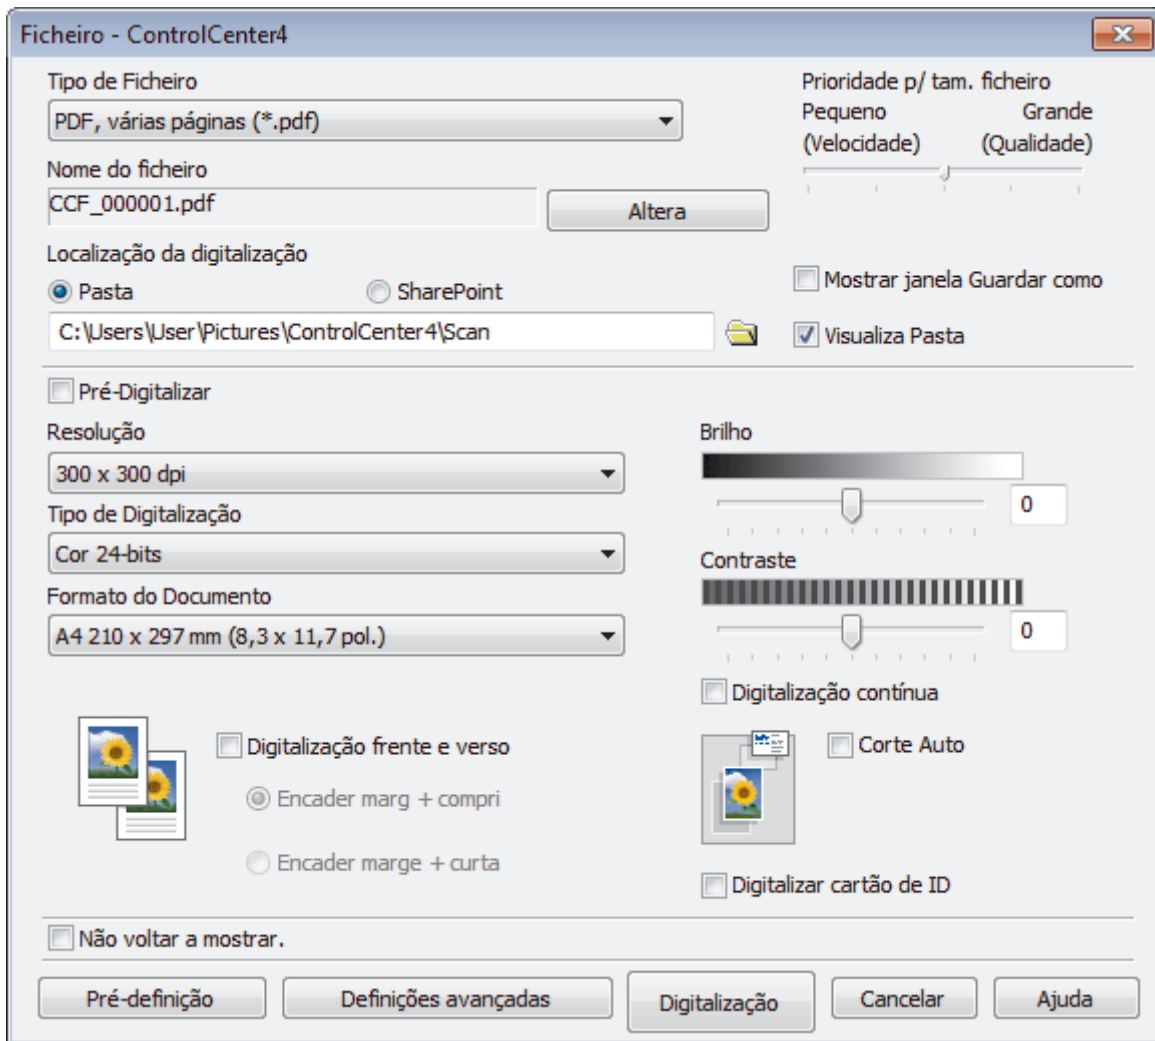 Ficheiro - ControlCenter4
Tipo de Ficheiro
PDF, várias páginas (*.pdf)
Prioridade p/ tam. ficheiro
Pequeno Grande
(Velocidade) (Qualidade)
Nome do ficheiro
CCF_000001.pdf
Altera
Localização da digitalização
Pasta SharePoint
Mostrar janela Guardar como
C:\Users\User\Pictures\ControlCenter4\Scan
Visualiza Pasta
Pré-Digitalizar
Resolução
300 x 300 dpi
Tipo de Digitalização
Cor 24-bits
Formato do Documento
A4 210 x 297 mm (8,3 x 11,7 pol.)
Brilho
0
Contraste
0
Digitalização contínua
Digitalização frente e verso
Encader marg + compri
Encader marge + curta
Corte Auto
Digitalizar cartão de ID
Não voltar a mostrar.
Pré-definição Definições avançadas Digitalização Cancelar Ajuda